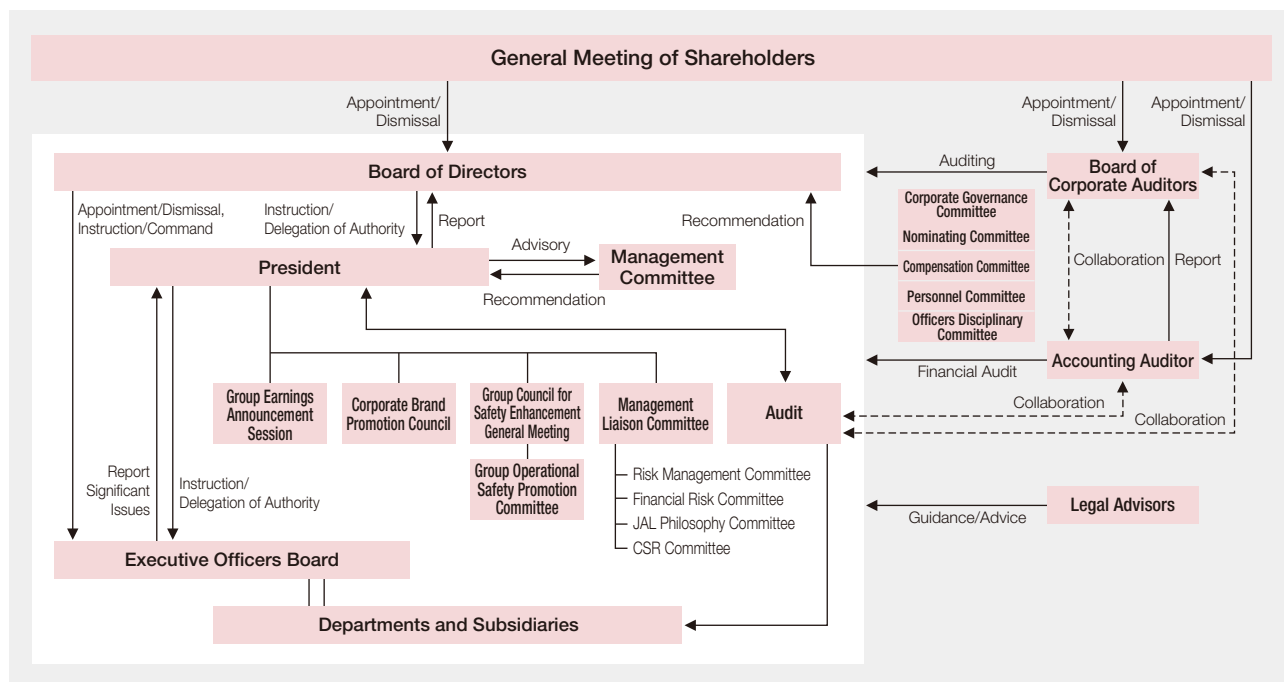 General Meeting of Shareholders
Appointment/
Dismissal
Appointment/
Dismissal
Appointment/
Dismissal
Board of Directors
Auditing
Board of
Corporate Auditors
Appointment/Dismissal,
Instruction/Command
Instruction/
Delegation of Authority
Report
Recommendation
Corporate Governance
Committee
Nominating Committee
Compensation Committee
Personnel Committee
Officers Disciplinary
Committee
Collaboration
Report
President
Advisory
Recommendation
Management
Committee
Financial Audit
Accounting Auditor
Collaboration
Collaboration
Group Earnings
Announcement
Session
Corporate Brand
Promotion Council
Group Council for
Safety Enhancement
General Meeting
Management
Liaison Committee
Audit
Group Operational
Safety Promotion
Committee
Risk Management Committee
Financial Risk Committee
JAL Philosophy Committee
CSR Committee
Report
Significant
Issues
Instruction/
Delegation of Authority
Guidance/Advice
Legal Advisors
Executive Officers Board
Departments and Subsidiaries